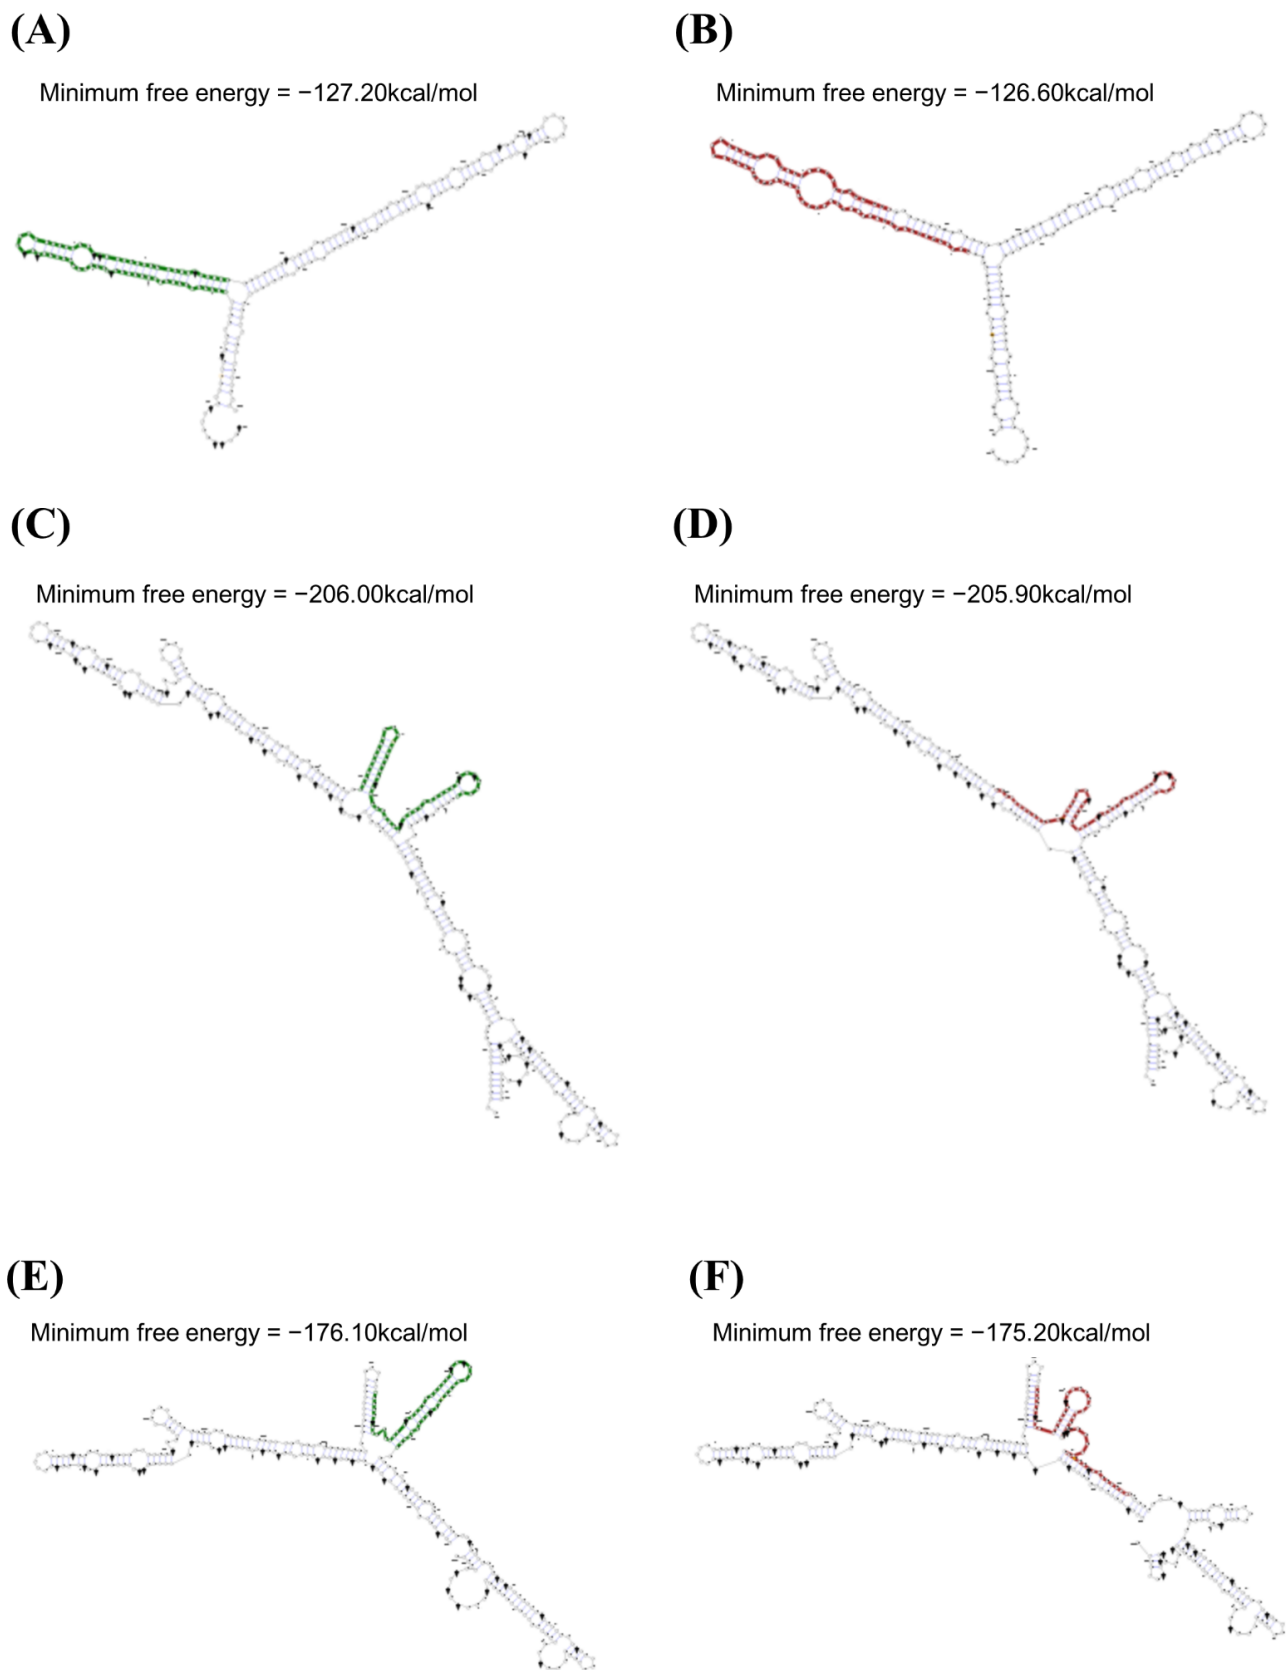 (A)
(B)
Minimum free energy = −127.20kcal/mol
Minimum free energy = −126.60kcal/mol
(C)
(D)
Minimum free energy = −206.00kcal/mol
Minimum free energy = −205.90kcal/mol
(E)
(F)
Minimum free energy = −176.10kcal/mol
Minimum free energy = −175.20kcal/mol